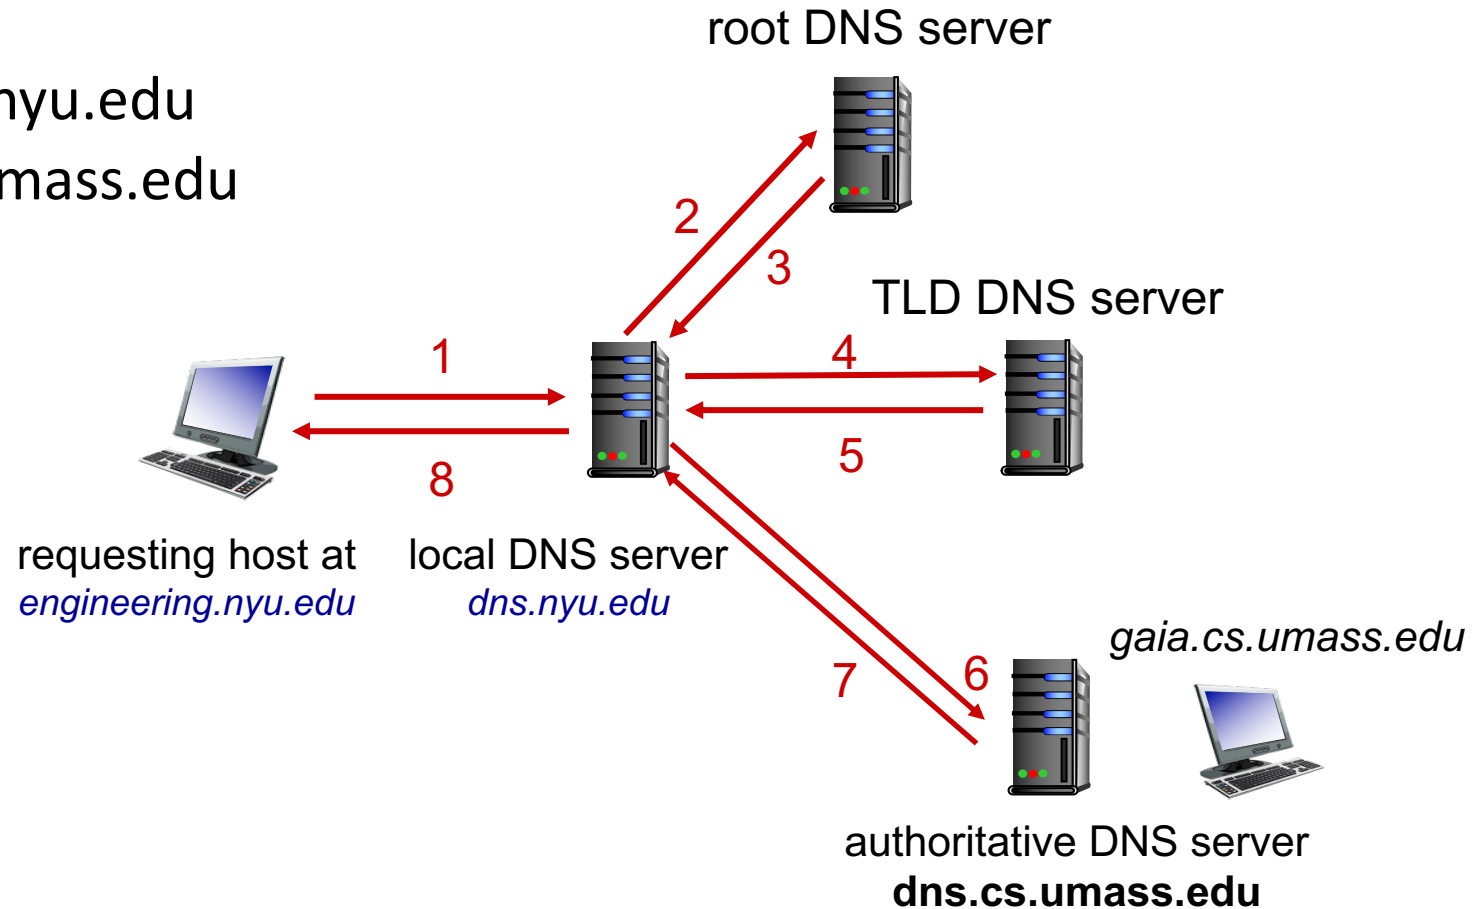 root DNS server
nyu.edu
mass.edu
2
3
TLD DNS server
1
4
5
8
requesting host at
engineering.nyu.edu
local DNS server
dns.nyu.edu
gaia.cs.umass.edu
6
7
authoritative DNS server
dns.cs.umass.edu